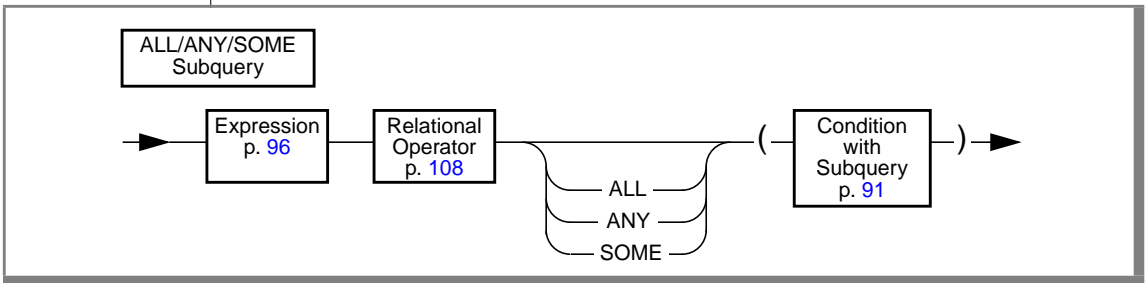 ALL/ANY/SOME
Subquery
Expression
p. 96
Relational
Operator
p. 108
ALL
ANY
SOME
(
Condition
with
Subquery
p. 91
)